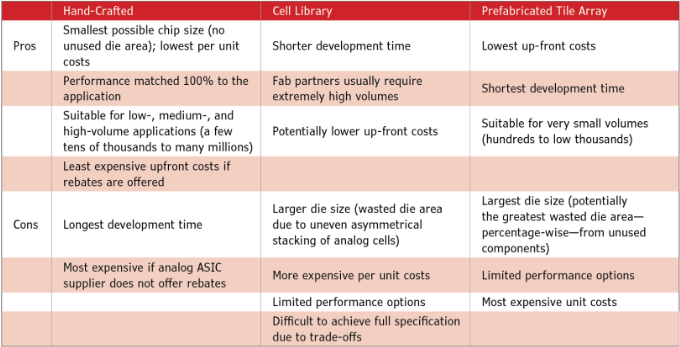 Hand-Crafted Cell Library Prefabricated Tile Array
Pros
Smallest possible chip size (no
unused die area); lowest per unit
costs
Shorter development time
Lowest up-front costs
Performance matched 100% to the
application
Fab partners usually require
extremely high volumes
Shortest development time
Suitable for low-, medium-, and
high-volume applications (a few
tens of thousands to many millions)
Potentially lower up-front costs
Suitable for very small volumes
(hundreds to low thousands)
Least expensive upfront costs if
rebates are offered
Cons
Longest development time
Larger die size (wasted die area
due to uneven asymmetrical
stacking of analog cells)
Largest die size (potentially
the greatest wasted die area—
percentage-wise—from unused
components)
Most expensive if analog ASIC
supplier does not offer rebates
More expensive per unit costs
Limited performance options
Limited performance options
Most expensive unit costs
Difficult to achieve full specification
due to trade-offs